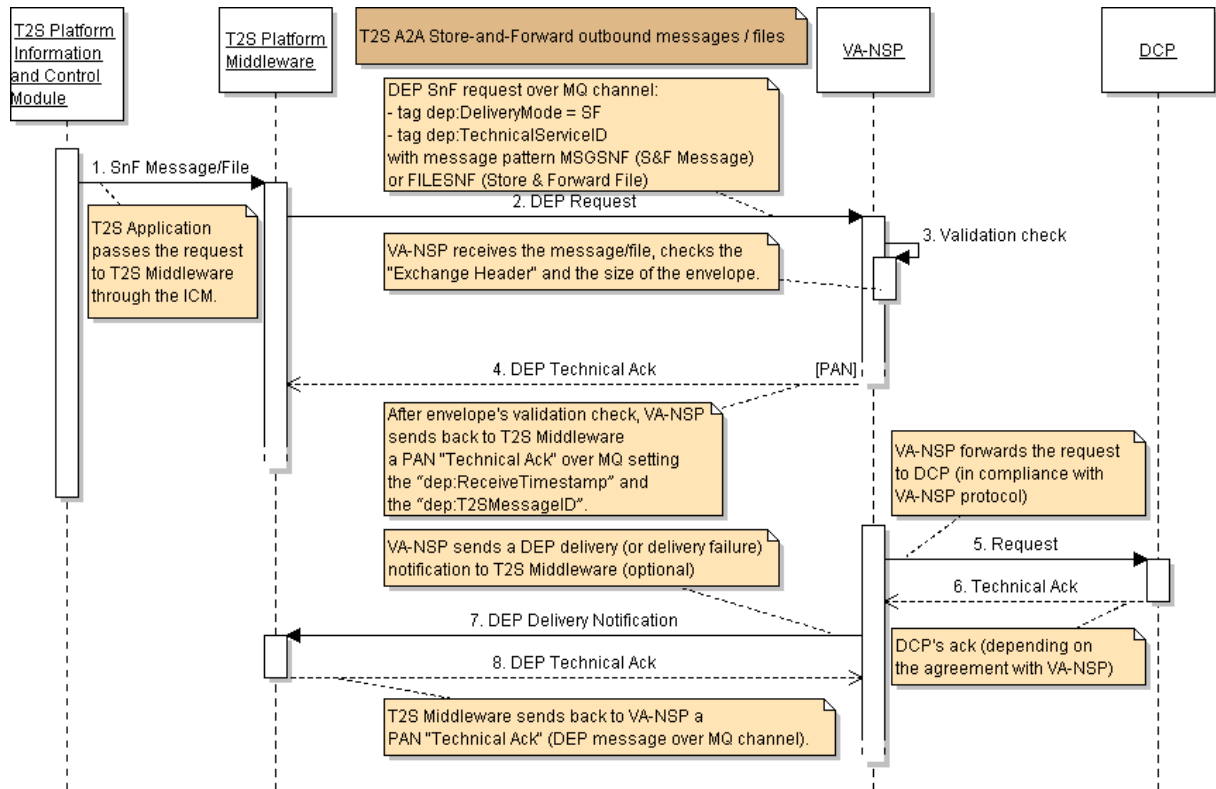 T2S Platform
Information
and Control
Module
T2S Platform
Middleware
T2S A2A Store-and-Forward outbound messages / files
VA-NSP
DCP
DEP SnF request over MQ channel:
- tag dep:DeliveryMode = SF
- tag dep:TechnicalServiceID
with message pattern MSGSNF (S&F Message)
or FILESNF (Store & Forward File)
1. SnF Message/File
T2S Application
passes the request
to T2S Middleware
through the ICM.
2. DEP Request
3. Validation check
VA-NSP receives the message/file, checks the
"Exchange Header" and the size of the envelope.
4. DEP Technical Ack
[PAN]
After envelope's validation check, VA-NSP
sends back to T2S Middleware
a PAN "Technical Ack" over MQ setting
the “dep:ReceiveTimestamp” and
the “dep:T2SMessageID”.
VA-NSP forwards the request
to DCP (in compliance with
VA-NSP protocol)
VA-NSP sends a DEP delivery (or delivery failure)
notification to T2S Middleware (optional)
5. Request
6. Technical Ack
7. DEP Delivery Notification
DCP's ack (depending on
the agreement with VA-NSP)
8. DEP Technical Ack
T2S Middleware sends back to VA-NSP a
PAN "Technical Ack" (DEP message over MQ channel).